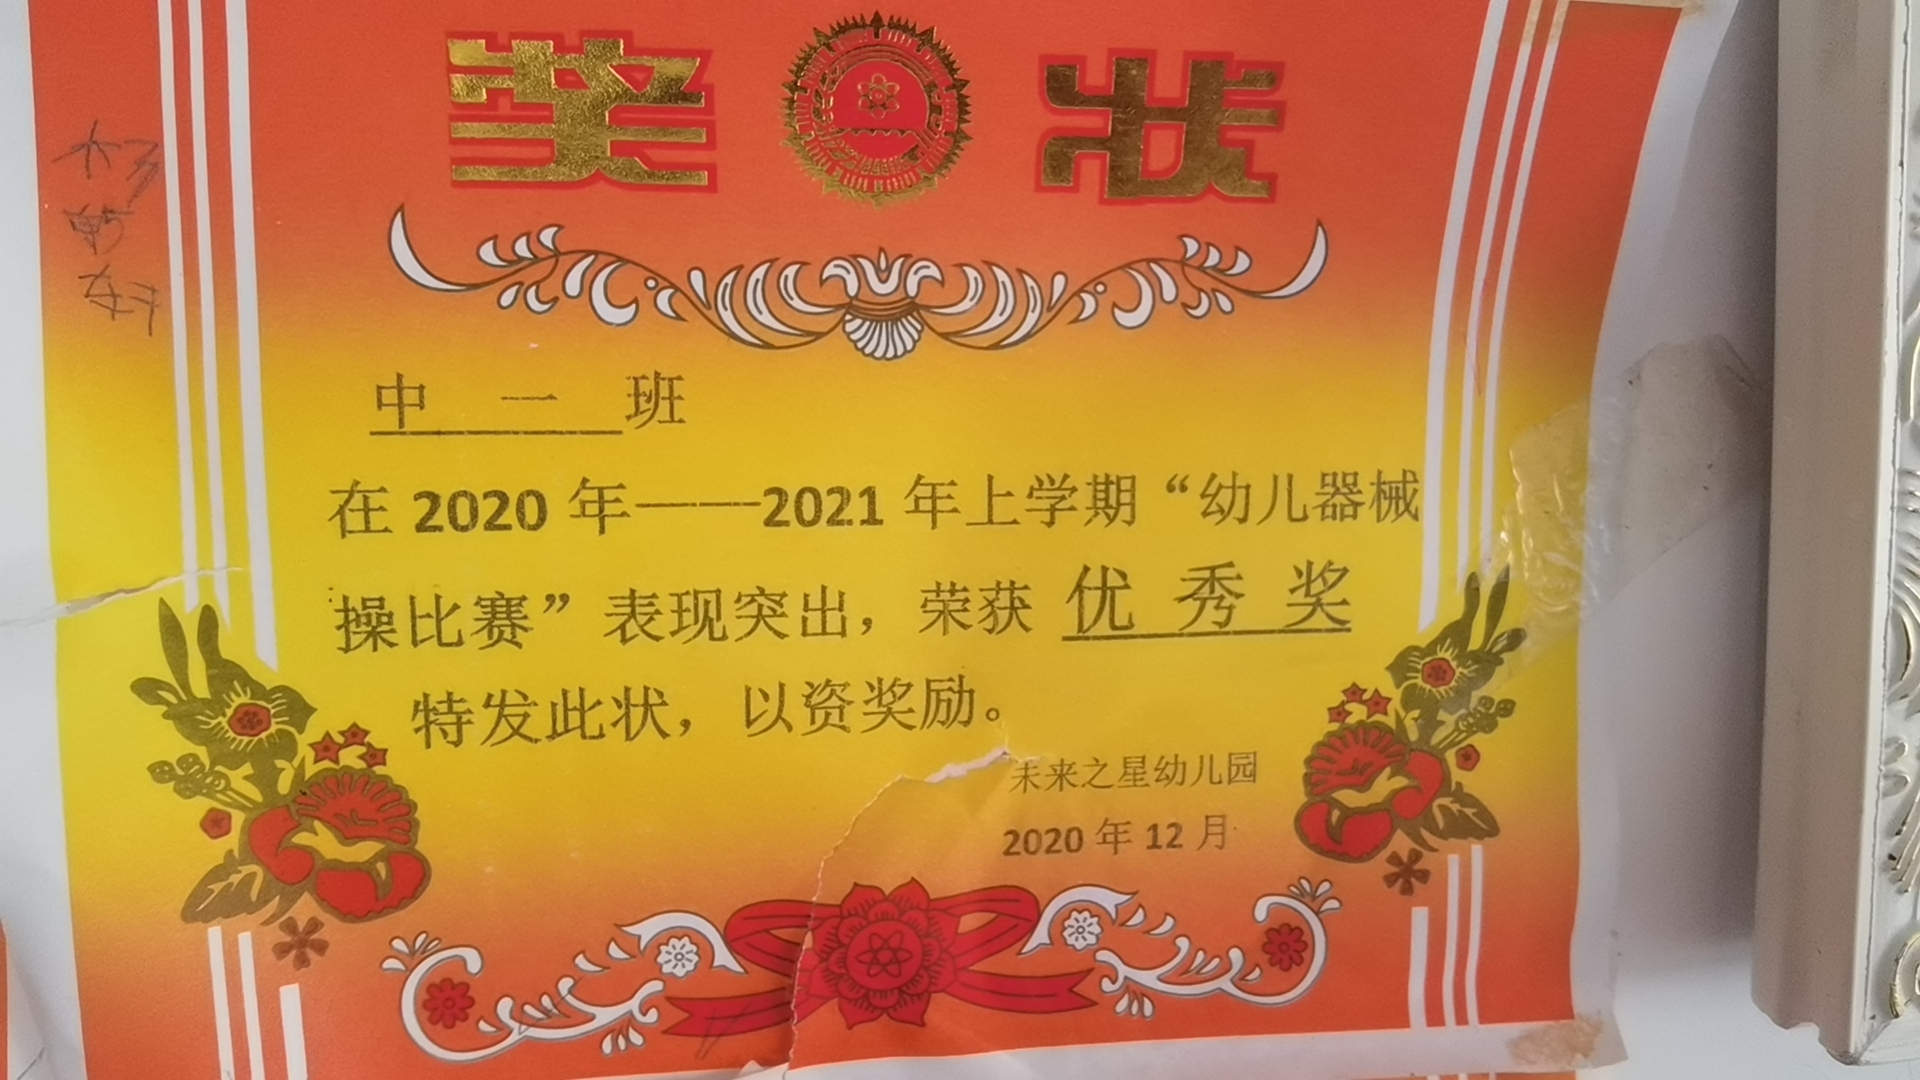 奖 状
中 一 班
在 2020 年——2021 年上学期“幼儿器械
操比赛”表现突出，荣获 优 秀 奖
特发此状，以资奖励。
未来之星幼儿园
2020 年 12 月